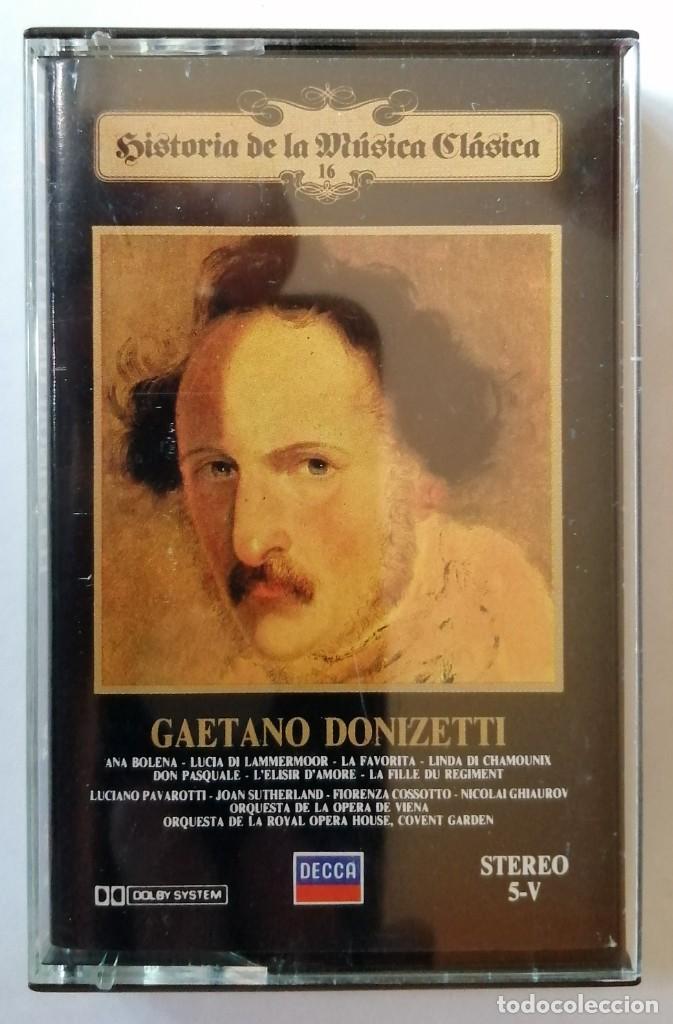 Historia de la Música Clásica
16
GAETANO DONIZETTI
ANA BOLENA - LUCIA DI LAMMERMOOR - LA FAVORITA - LINDA DI CHAMOUNIX
DON PASQUALE - L'ELISIR D'AMORE - LA FILLE DU REGIMENT
LUCIANO PAVAROTTI - JOAN SUTHERLAND - FIORENZA COSSOTTO - NICOLAI GHIAUROV
ORQUESTA DE LA OPERA DE VIENA
ORQUESTA DE LA ROYAL OPERA HOUSE, COVENT GARDEN
DOLBY SYSTEM
DECCA
STEREO
5-V
todocoleccion